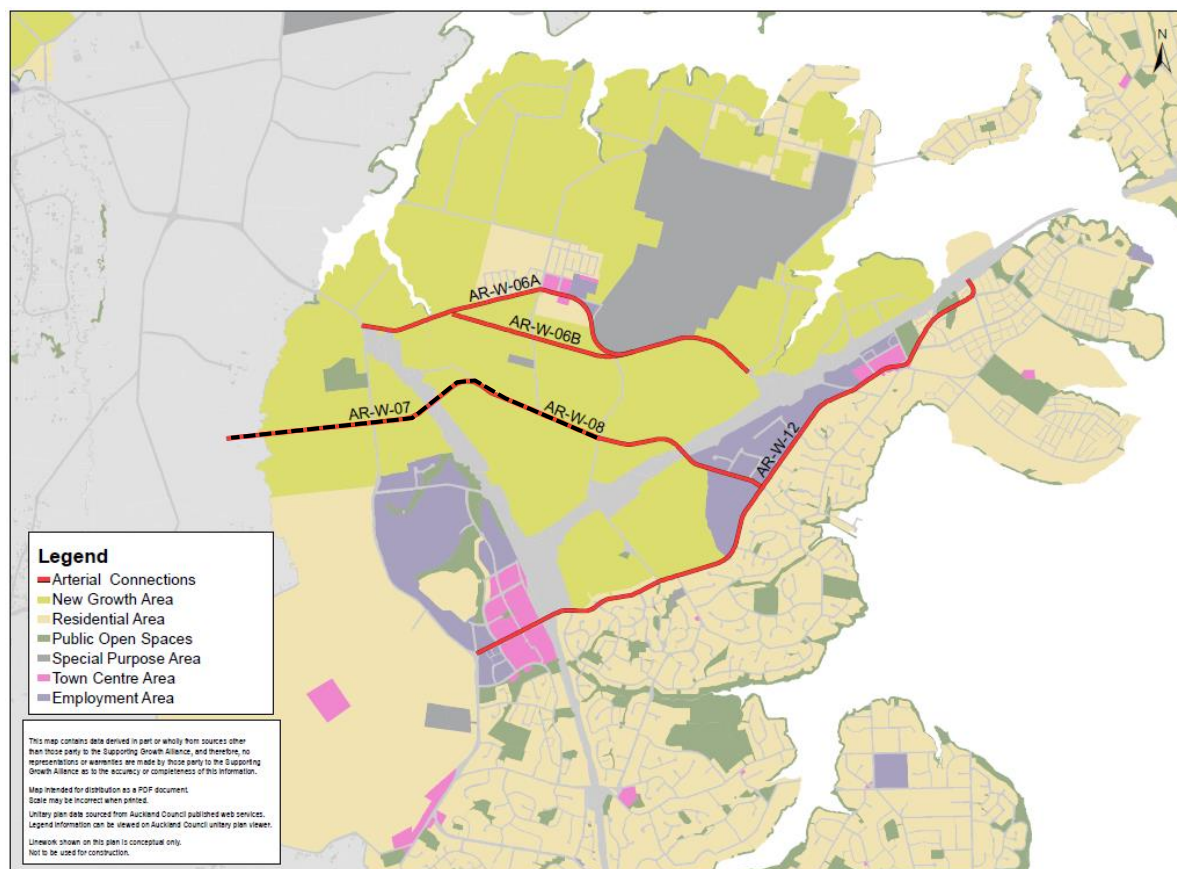 N
AR-W-06A
AR-W-06B
AR-W-07
AR-W-08
AR-W-12
Legend
Arterial Connections
New Growth Area
Residential Area
Public Open Spaces
Special Purpose Area
Town Centre Area
Employment Area
This map contains data derived in part or wholly from sources other
than those party to the Supporting Growth Alliance, and therefore, no
representations or warranties are made by those party to the Supporting
Growth Alliance as to the accuracy or completeness of this information.
Map intended for distribution as a PDF document.
Scale may be incorrect when printed.
Unitary plan data sourced from Auckland Council published web services.
Legend information can be viewed on Auckland Council unitary plan viewer.
Linework shown on this plan is conceptual only.
Not to be used for construction.